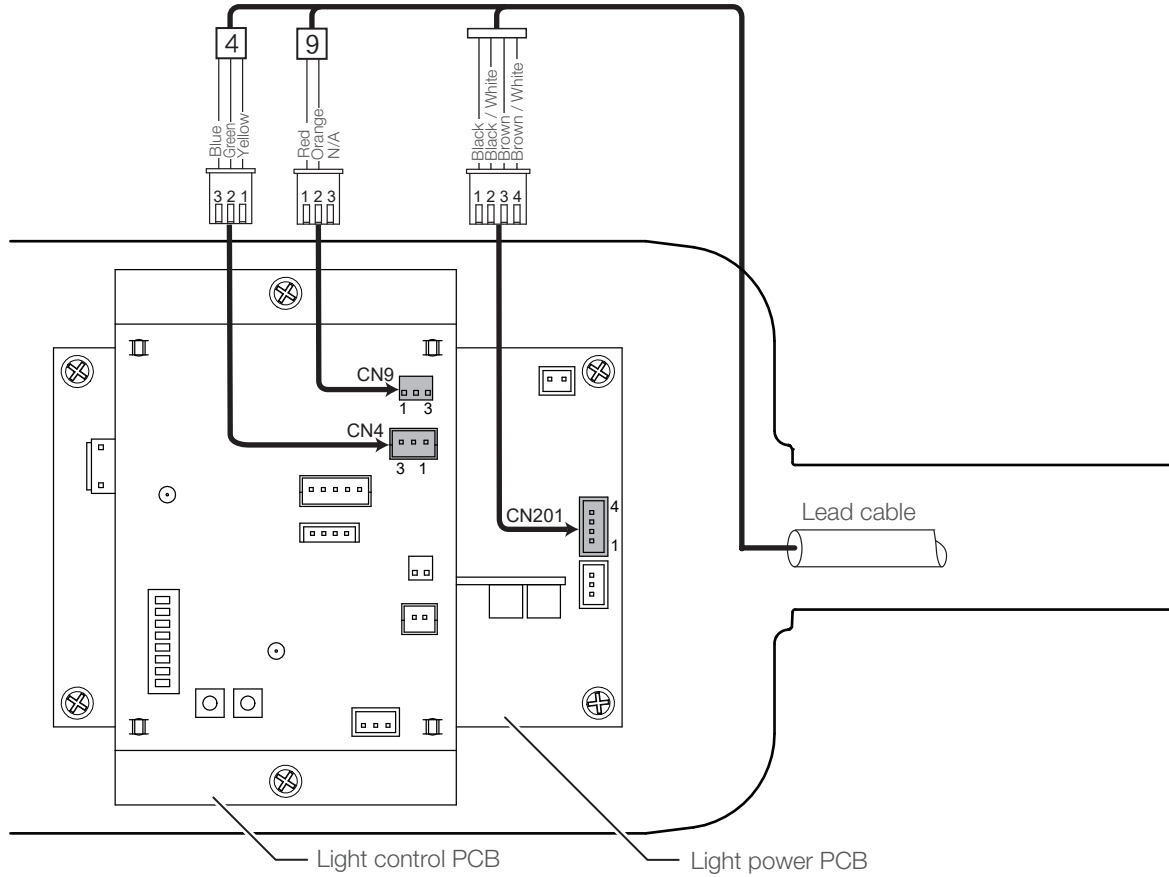 4
9
Blue
Green
Yellow
Red
Orange
N/A
Black
Black / White
Brown
Brown / White
3 2 1
1 2 3
1 2 3 4
CN9
1 3
CN4
3 1
CN201
4
1
Lead cable
Light control PCB
Light power PCB